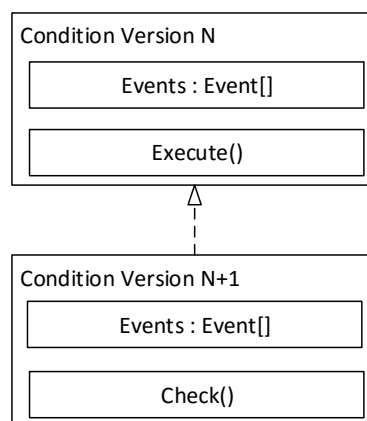 Condition Version N
Events : Event[]
Execute()
Condition Version N+1
Events : Event[]
Check()